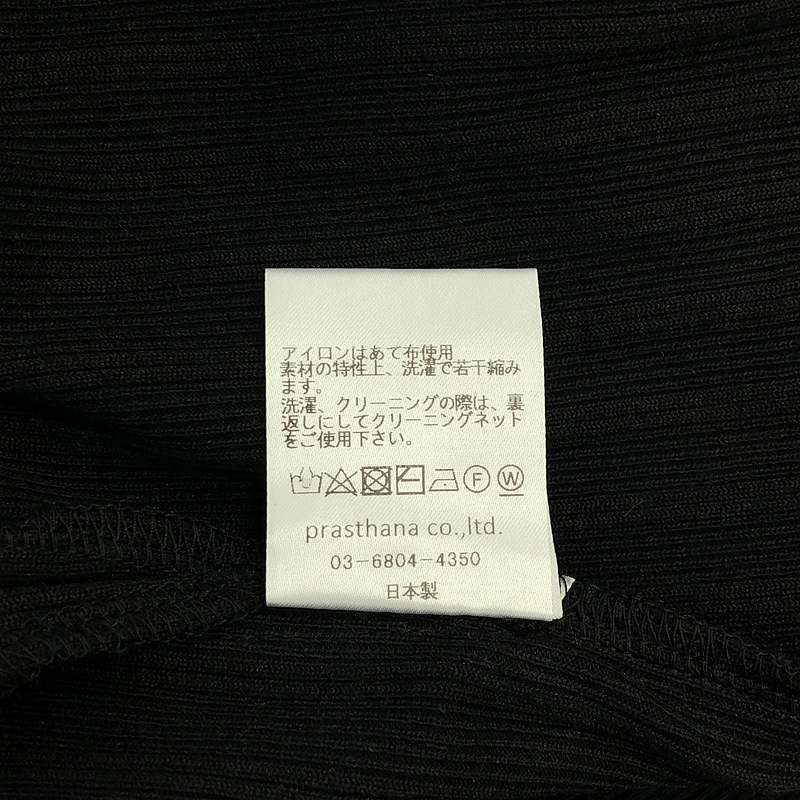 アイロンはあて布使用
素材の特性上、洗濯で若干縮み
ます。
洗濯、クリーニングの際は、裏
返しにしてクリーニングネット
をご使用下さい。
F W
prasthana co.,ltd.
03-6804-4350
日本製